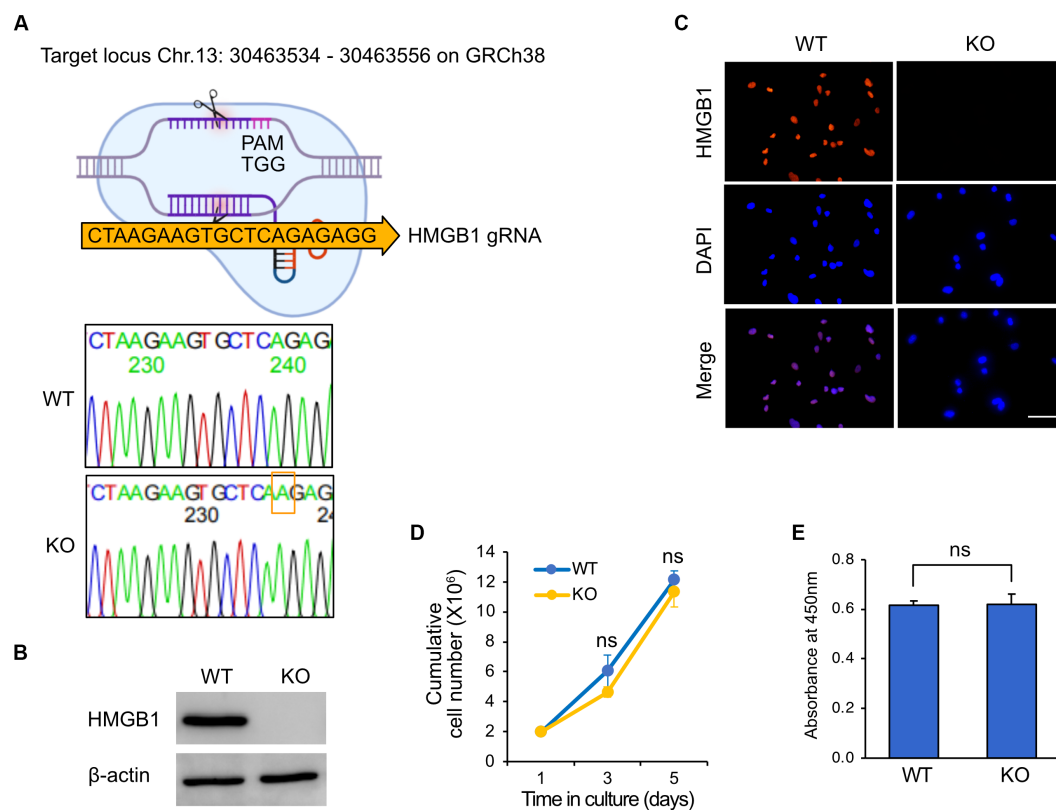 A
Target locus Chr.13: 30463534 - 30463556 on GRCh38
PAM
TGG
CTAAGAAGTGCTCAGAGAGG
HMGB1 gRNA
CTAAGAAGTGCTCAGAG
230 240
WT
CTAAGAAGTGCTCAAGAG
230 24
KO
B
WT KO
HMGB1
β-actin
C
WT KO
HMGB1
DAPI
Merge
D
14
12
10
8
6
4
2
0
WT
KO
ns
ns
1 3 5
Cumulative
cell number (X10⁶)
Time in culture (days)
E
ns
0.8
0.6
0.4
0.2
0.0
Absorbance at 450nm
WT KO